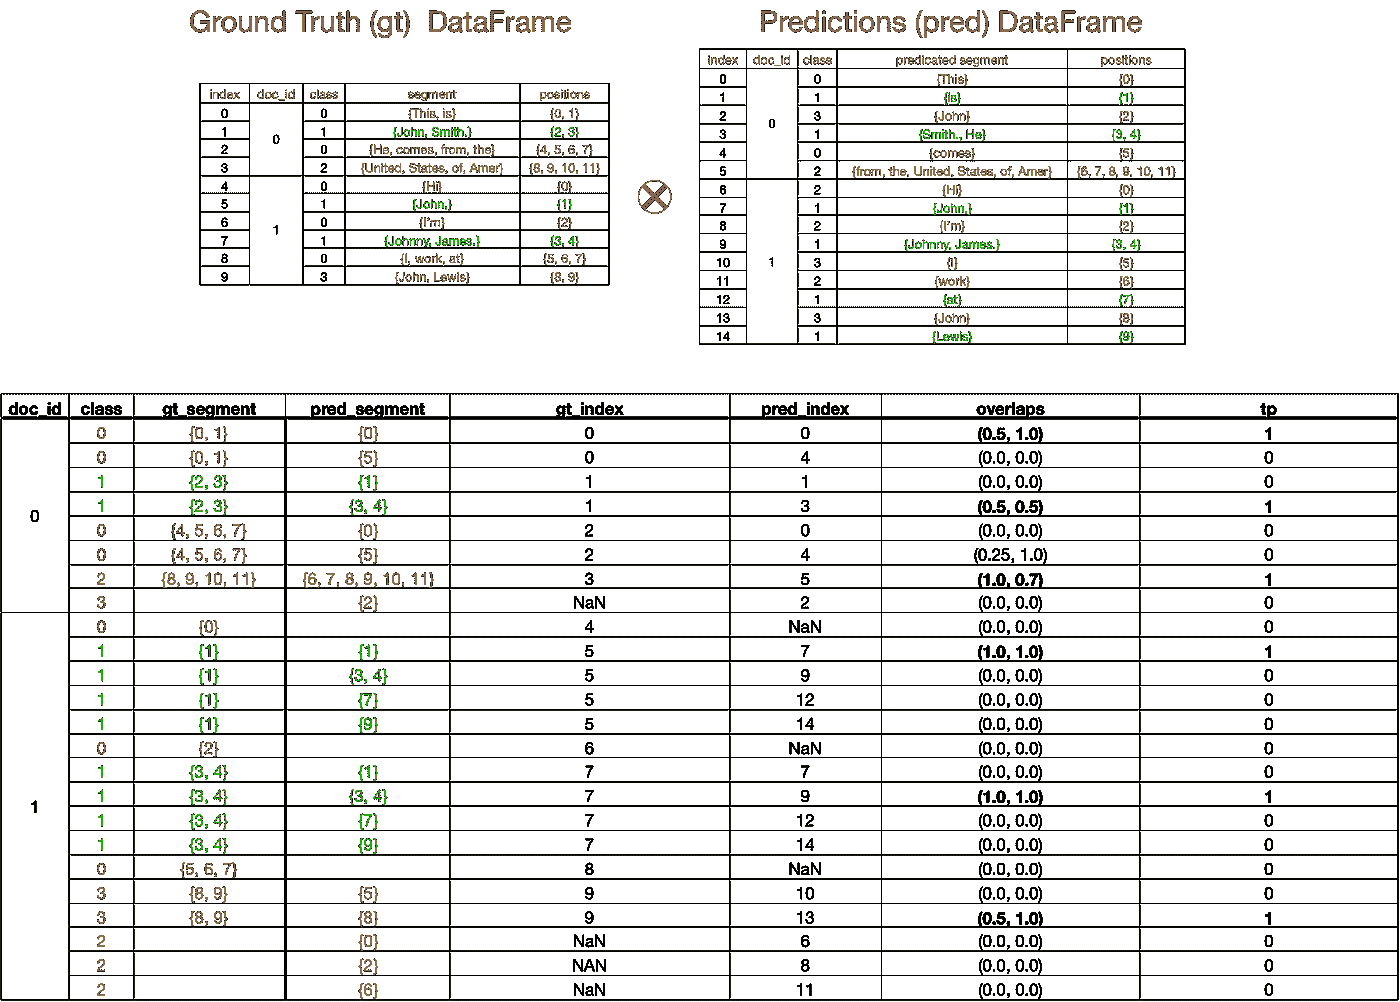 Ground Truth (gt) DataFrame
index doc_id class segment positions
0 0 {This, is} {0, 1}
1 1 {John, Smith.} {2, 3}
0
2 0 {He, comes, from, the} {4, 5, 6, 7}
3 2 {United, States, of, Amer} {8, 9, 10, 11}
4 0 {Hi} {0}
5 1 {John,} {1}
6 0 {I'm} {2}
1
7 1 {Johnny, James.} {3, 4}
8 0 {I, work, at} {5, 6, 7}
9 3 {John, Lewis} {8, 9}
Predictions (pred) DataFrame
index doc_id class predicated segment positions
0 0 {This} {0}
1 1 {is} {1}
2 3 {John} {2}
0
3 1 {Smith., He} {3, 4}
4 0 {comes} {5}
5 2 {from, the, United, States, of, Amer} {6, 7, 8, 9, 10, 11}
6 2 {Hi} {0}
7 1 {John,} {1}
8 2 {I'm} {2}
9 1 {Johnny, James.} {3, 4}
10 1 3 {I} {5}
11 2 {work} {6}
12 1 {at} {7}
13 3 {John} {8}
14 1 {Lewis} {9}
doc_id class gt_segment pred_segment gt_index pred_index overlaps tp
0 {0, 1} {0} 0 0 (0.5, 1.0) 1
0 {0, 1} {5} 0 4 (0.0, 0.0) 0
1 {2, 3} {1} 1 1 (0.0, 0.0) 0
1 {2, 3} {3, 4} 1 3 (0.5, 0.5) 1
0
0 {4, 5, 6, 7} {0} 2 0 (0.0, 0.0) 0
0 {4, 5, 6, 7} {5} 2 4 (0.25, 1.0) 0
2 {8, 9, 10, 11} {6, 7, 8, 9, 10, 11} 3 5 (1.0, 0.7) 1
3 {2} NaN 2 (0.0, 0.0) 0
0 {0} 4 NaN (0.0, 0.0) 0
1 {1} {1} 5 7 (1.0, 1.0) 1
1 {1} {3, 4} 5 9 (0.0, 0.0) 0
1 {1} {7} 5 12 (0.0, 0.0) 0
1 {1} {9} 5 14 (0.0, 0.0) 0
0 {2} 6 NaN (0.0, 0.0) 0
1 {3, 4} {1} 7 7 (0.0, 0.0) 0
1 {3, 4} {3, 4} 7 9 (1.0, 1.0) 1
1
1 {3, 4} {7} 7 12 (0.0, 0.0) 0
1 {3, 4} {9} 7 14 (0.0, 0.0) 0
0 {5, 6, 7} 8 NaN (0.0, 0.0) 0
3 {8, 9} {5} 9 10 (0.0, 0.0) 0
3 {8, 9} {8} 9 13 (0.5, 1.0) 1
2 {0} NaN 6 (0.0, 0.0) 0
2 {2} NAN 8 (0.0, 0.0) 0
2 {6} NaN 11 (0.0, 0.0) 0